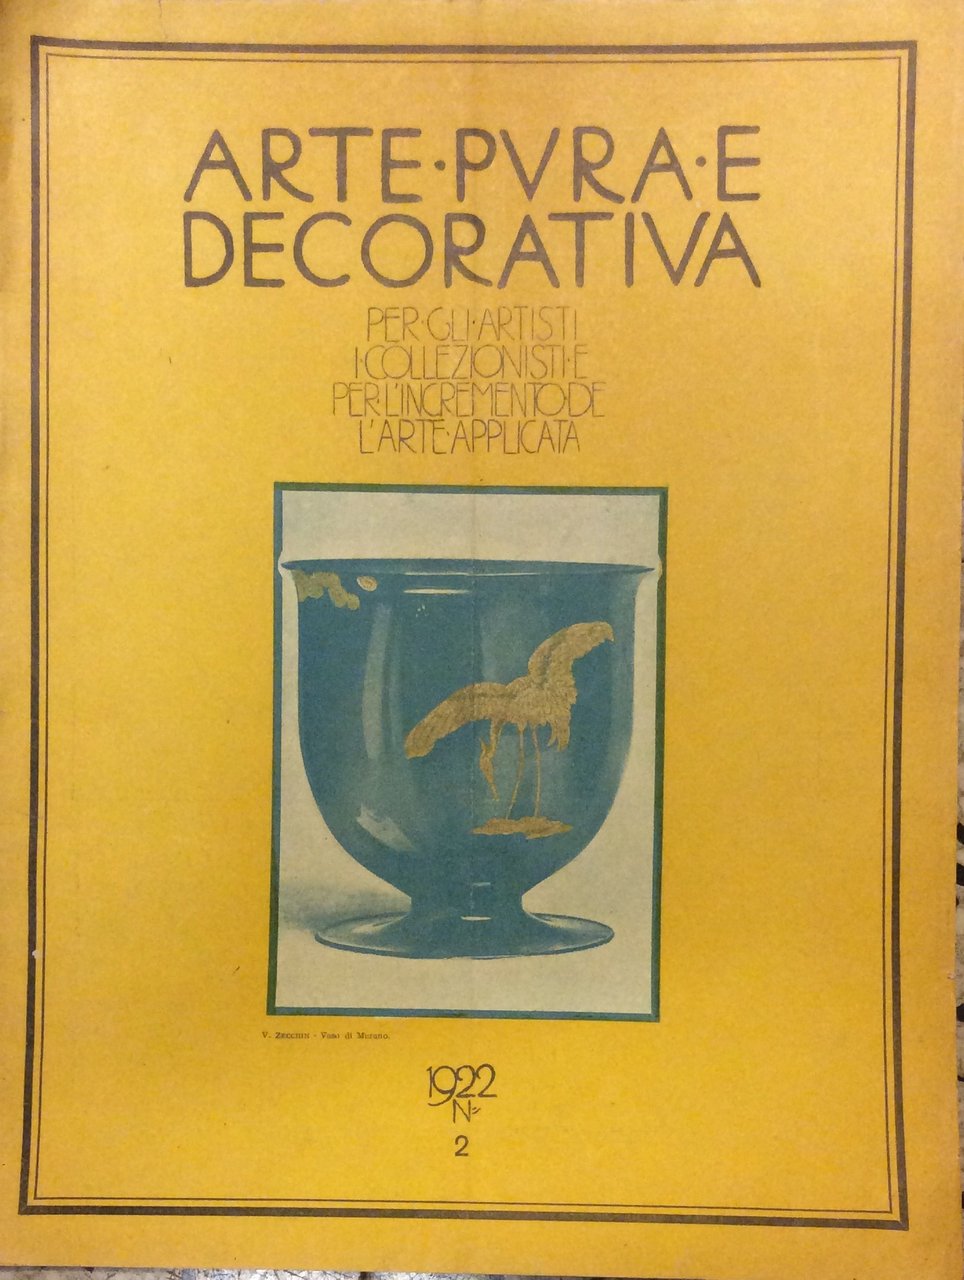 ARTE·PVRA·E
DECORATIVA
PER·GLI·ARTISTI
I·COLLEZIONISTI·E
PER·L'INCREMENTO·DE
L'ARTE·APPLICATA
V. ZECCHIN - Vaso di Murano.
1922
N=
2